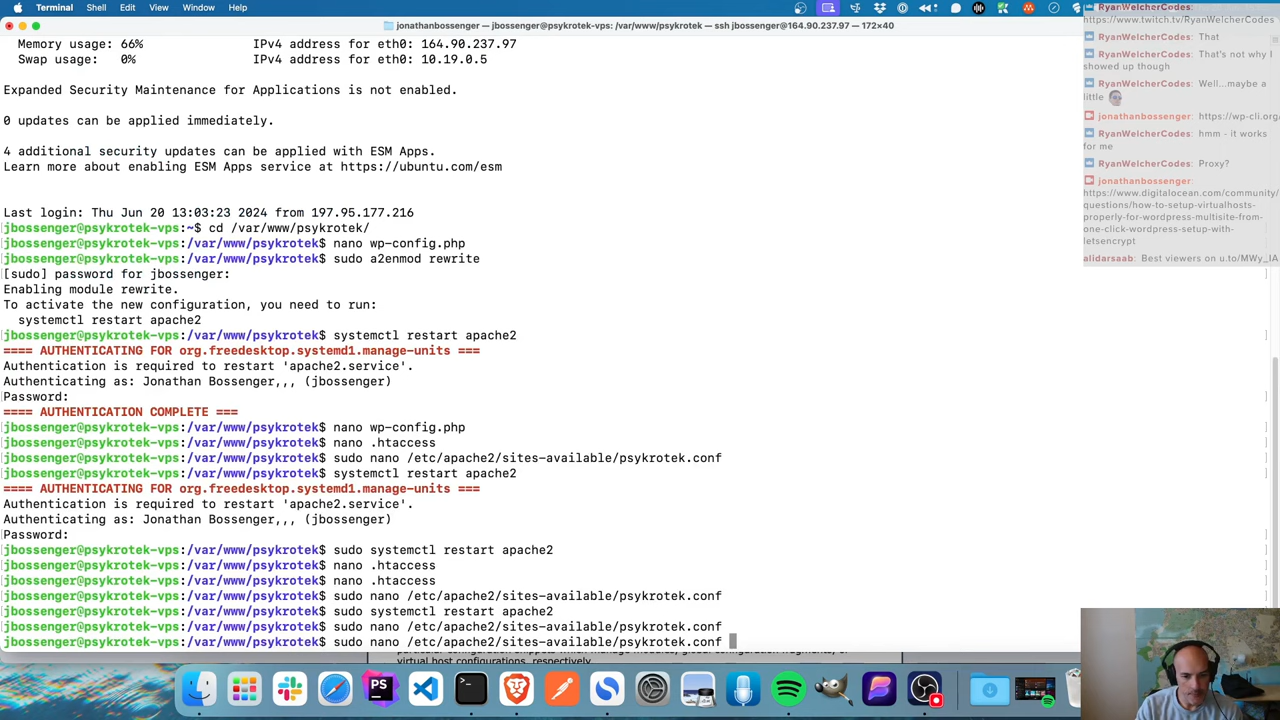 Terminal Shell Edit View Window Help
jonathanbossenger — jbossenger@psykrotek-vps: /var/www/psykrotek — ssh jbossenger@164.90.237.97 — 172×40
Memory usage: 66% IPv4 address for eth0: 164.90.237.97
Swap usage: 0% IPv4 address for eth0: 10.19.0.5
Expanded Security Maintenance for Applications is not enabled.
0 updates can be applied immediately.
4 additional security updates can be applied with ESM Apps.
Learn more about enabling ESM Apps service at https://ubuntu.com/esm
Last login: Thu Jun 20 13:03:23 2024 from 197.95.177.216
jbossenger@psykrotek-vps:~$ cd /var/www/psykrotek/
jbossenger@psykrotek-vps:/var/www/psykrotek$ nano wp-config.php
jbossenger@psykrotek-vps:/var/www/psykrotek$ sudo a2enmod rewrite
[sudo] password for jbossenger:
Enabling module rewrite.
To activate the new configuration, you need to run:
systemctl restart apache2
jbossenger@psykrotek-vps:/var/www/psykrotek$ systemctl restart apache2
==== AUTHENTICATING FOR org.freedesktop.systemd1.manage-units ===
Authentication is required to restart 'apache2.service'.
Authenticating as: Jonathan Bossenger,,, (jbossenger)
Password:
==== AUTHENTICATION COMPLETE ===
jbossenger@psykrotek-vps:/var/www/psykrotek$ nano wp-config.php
jbossenger@psykrotek-vps:/var/www/psykrotek$ nano .htaccess
jbossenger@psykrotek-vps:/var/www/psykrotek$ sudo nano /etc/apache2/sites-available/psykrotek.conf
jbossenger@psykrotek-vps:/var/www/psykrotek$ systemctl restart apache2
==== AUTHENTICATING FOR org.freedesktop.systemd1.manage-units ===
Authentication is required to restart 'apache2.service'.
Authenticating as: Jonathan Bossenger,,, (jbossenger)
Password:
jbossenger@psykrotek-vps:/var/www/psykrotek$ sudo systemctl restart apache2
jbossenger@psykrotek-vps:/var/www/psykrotek$ nano .htaccess
jbossenger@psykrotek-vps:/var/www/psykrotek$ nano .htaccess
jbossenger@psykrotek-vps:/var/www/psykrotek$ sudo nano /etc/apache2/sites-available/psykrotek.conf
jbossenger@psykrotek-vps:/var/www/psykrotek$ sudo systemctl restart apache2
jbossenger@psykrotek-vps:/var/www/psykrotek$ sudo nano /etc/apache2/sites-available/psykrotek.conf
jbossenger@psykrotek-vps:/var/www/psykrotek$ sudo nano /etc/apache2/sites-available/psykrotek.conf
virtual host configurations, respectively.
RyanWelcherCodes:
https://www.twitch.tv/RyanWelcherCodes
RyanWelcherCodes: That
RyanWelcherCodes: That's not why I
showed up though
RyanWelcherCodes: Well...maybe a
little
jonathanbossenger: https://wp-cli.org/
RyanWelcherCodes: hmm - it works
for me
RyanWelcherCodes: Proxy?
jonathanbossenger:
https://www.digitalocean.com/community/
questions/how-to-setup-virtualhosts-
properly-for-wordpress-multisite-from-
one-click-wordpress-setup-with-
letsencrypt
alidarsaab: Best viewers on u.to/MWy_IA
PS